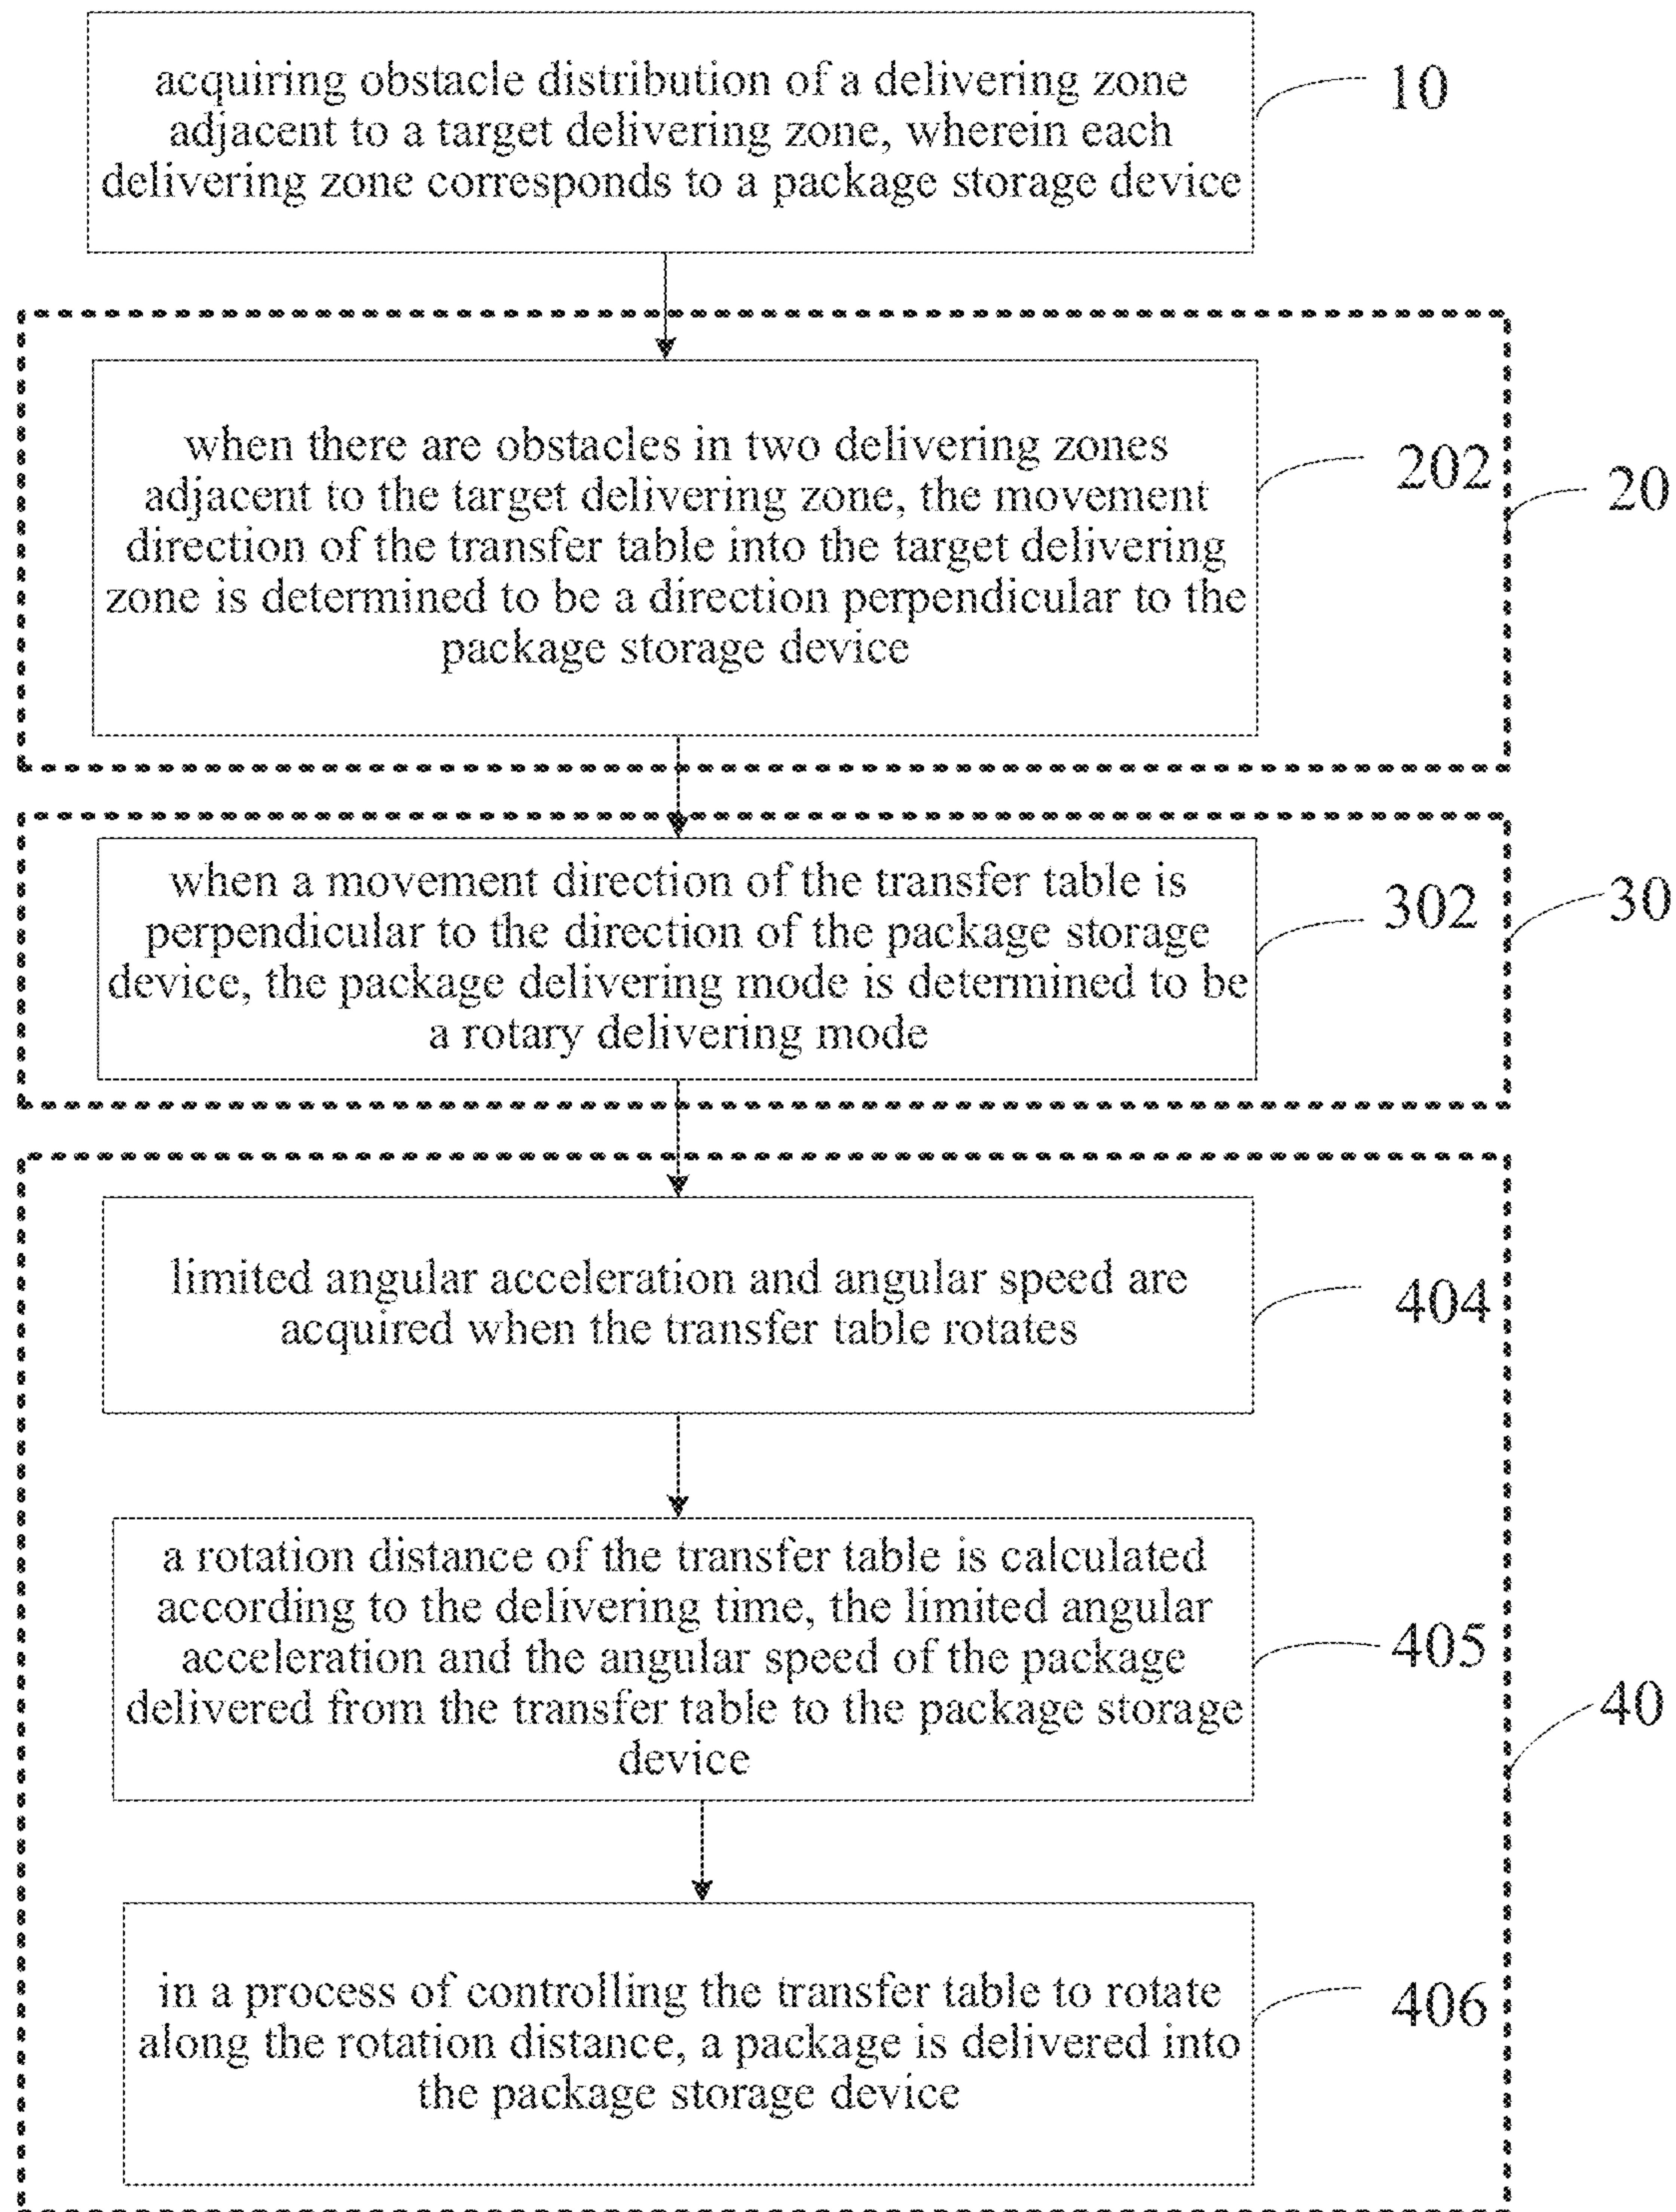 acquiring obstacle distribution of a delivering zone
adjacent to a target delivering zone, wherein each
delivering zone corresponds to a package storage device
10
when there are obstacles in two delivering zones
adjacent to the target delivering zone, the movement
direction of the transfer table into the target delivering
zone is determined to be a direction perpendicular to the
package storage device
202
20
when a movement direction of the transfer table is
perpendicular to the direction of the package storage
device, the package delivering mode is determined to be
a rotary delivering mode
302
30
limited angular acceleration and angular speed are
acquired when the transfer table rotates
404
a rotation distance of the transfer table is calculated
according to the delivering time, the limited angular
acceleration and the angular speed of the package
delivered from the transfer table to the package storage
device
405
40
in a process of controlling the transfer table to rotate
along the rotation distance, a package is delivered into
the package storage device
406